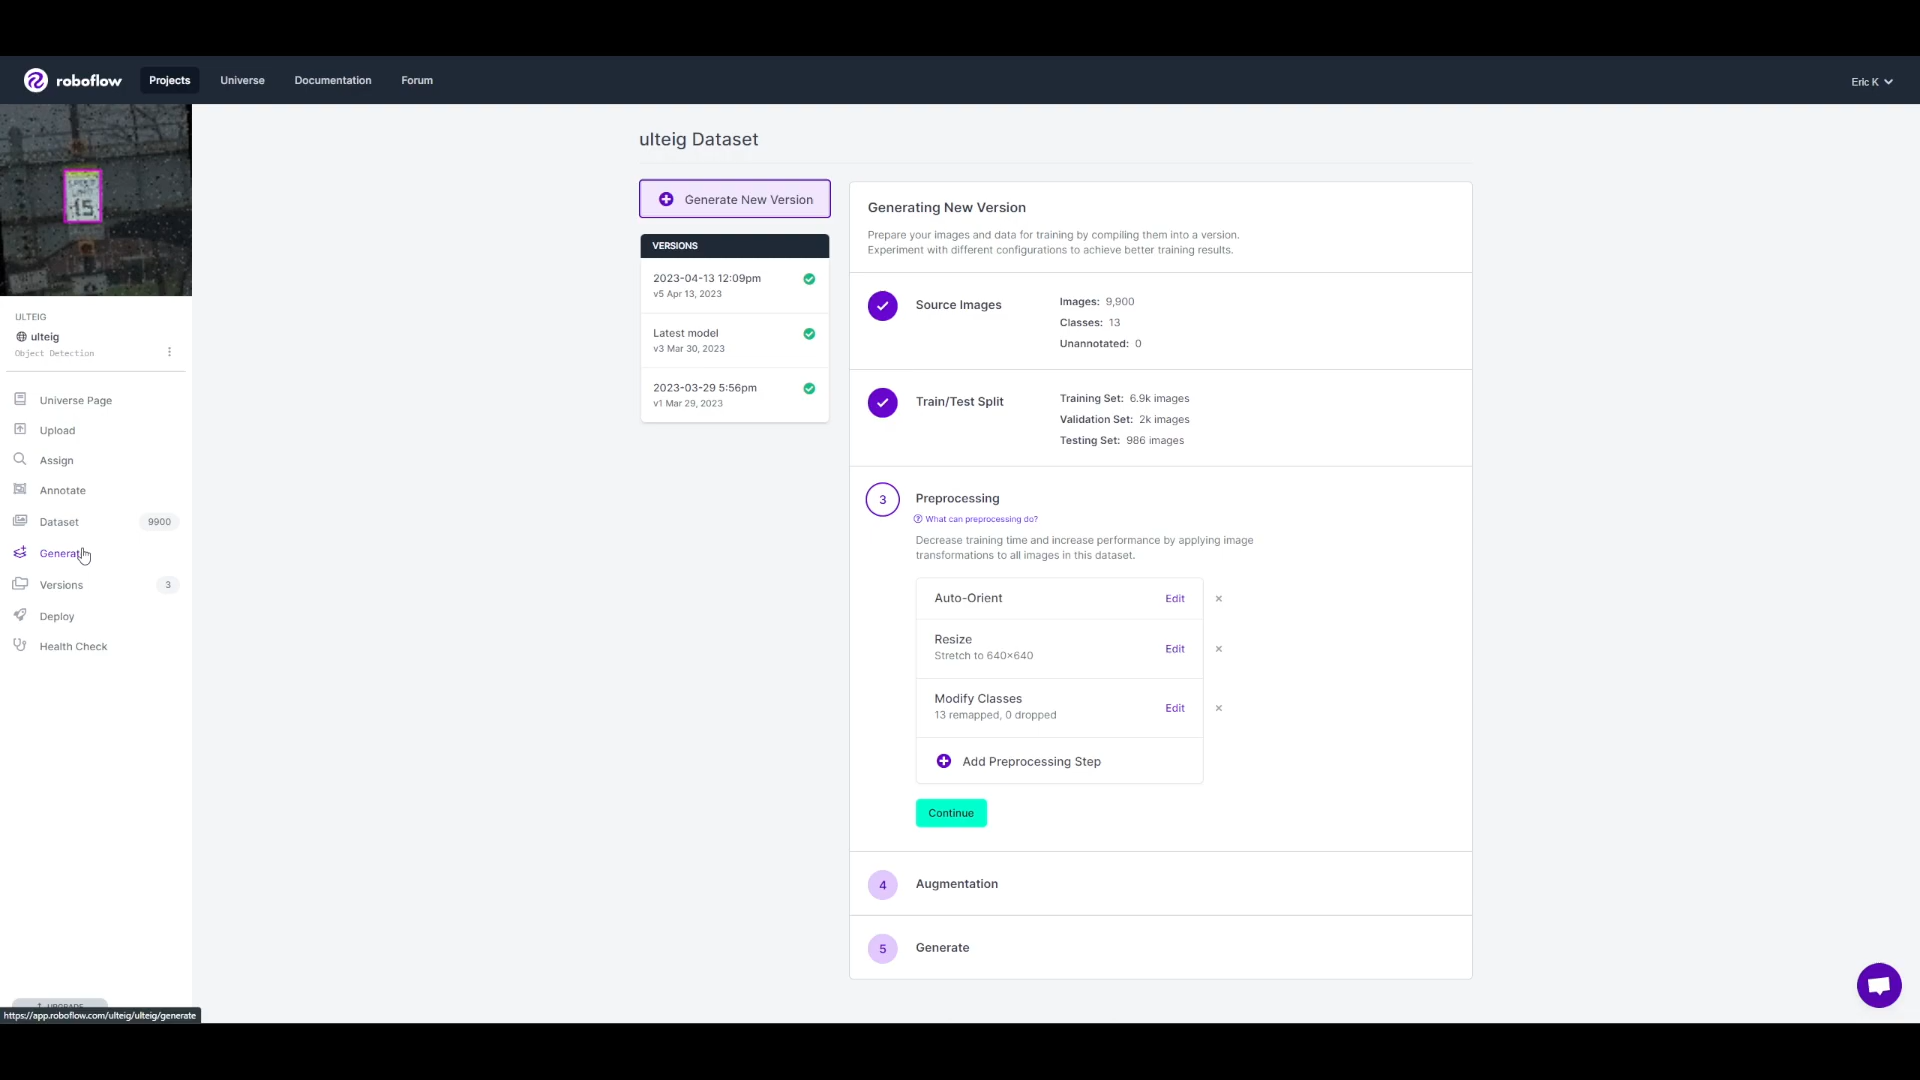 roboflow
Projects
Universe
Documentation
Forum
Eric K
15
ULTEIG
ulteig
Object Detection
Universe Page
Upload
Assign
Annotate
Dataset
9900
Generate
Versions
3
Deploy
Health Check
https://app.roboflow.com/ulteig/ulteig/generate
ulteig Dataset
Generate New Version
VERSIONS
2023-04-13 12:09pm
v5 Apr 13, 2023
Latest model
v3 Mar 30, 2023
2023-03-29 5:56pm
v1 Mar 29, 2023
Generating New Version
Prepare your images and data for training by compiling them into a version.
Experiment with different configurations to achieve better training results.
Source Images
Images: 9,900
Classes: 13
Unannotated: 0
Train/Test Split
Training Set: 6.9k images
Validation Set: 2k images
Testing Set: 986 images
3
Preprocessing
What can preprocessing do?
Decrease training time and increase performance by applying image
transformations to all images in this dataset.
Auto-Orient
Edit
×
Resize
Stretch to 640×640
Edit
×
Modify Classes
13 remapped, 0 dropped
Edit
×
Add Preprocessing Step
Continue
4
Augmentation
5
Generate